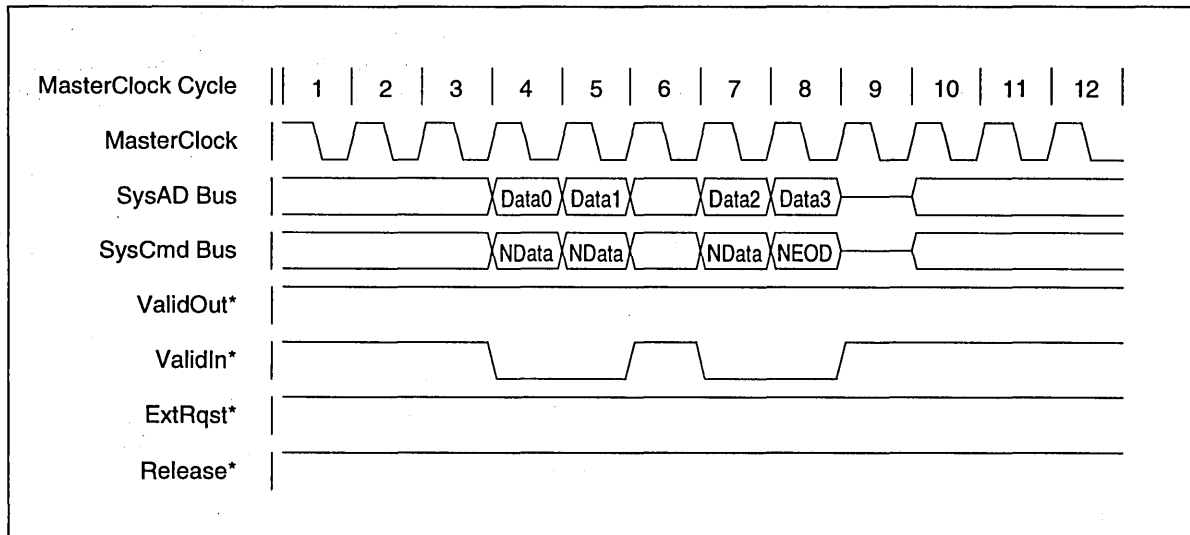 MasterClock Cycle 1 2 3 4 5 6 7 8 9 10 11 12
MasterClock
SysAD Bus Data0 Data1 Data2 Data3
SysCmd Bus NData NData NData NEOD
ValidOut*
ValidIn*
ExtRqst*
Release*